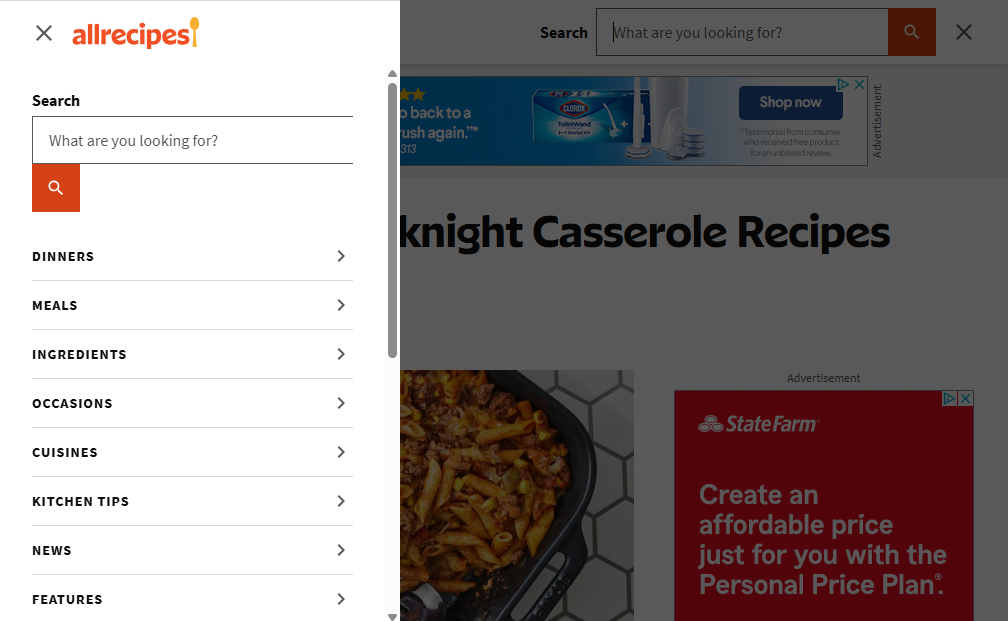 allrecipes
Search
What are you looking for?
DINNERS
MEALS
INGREDIENTS
OCCASIONS
CUISINES
KITCHEN TIPS
NEWS
FEATURES
Search
What are you looking for?
back to a
rush again.
313
CLOROX
ToiletWand
Shop now
*Testimonial from consumer
who received free product
for an unbiased review.
Advertisement
knight Casserole Recipes
Advertisement
StateFarm
Create an
affordable price
just for you with the
Personal Price Plan®.